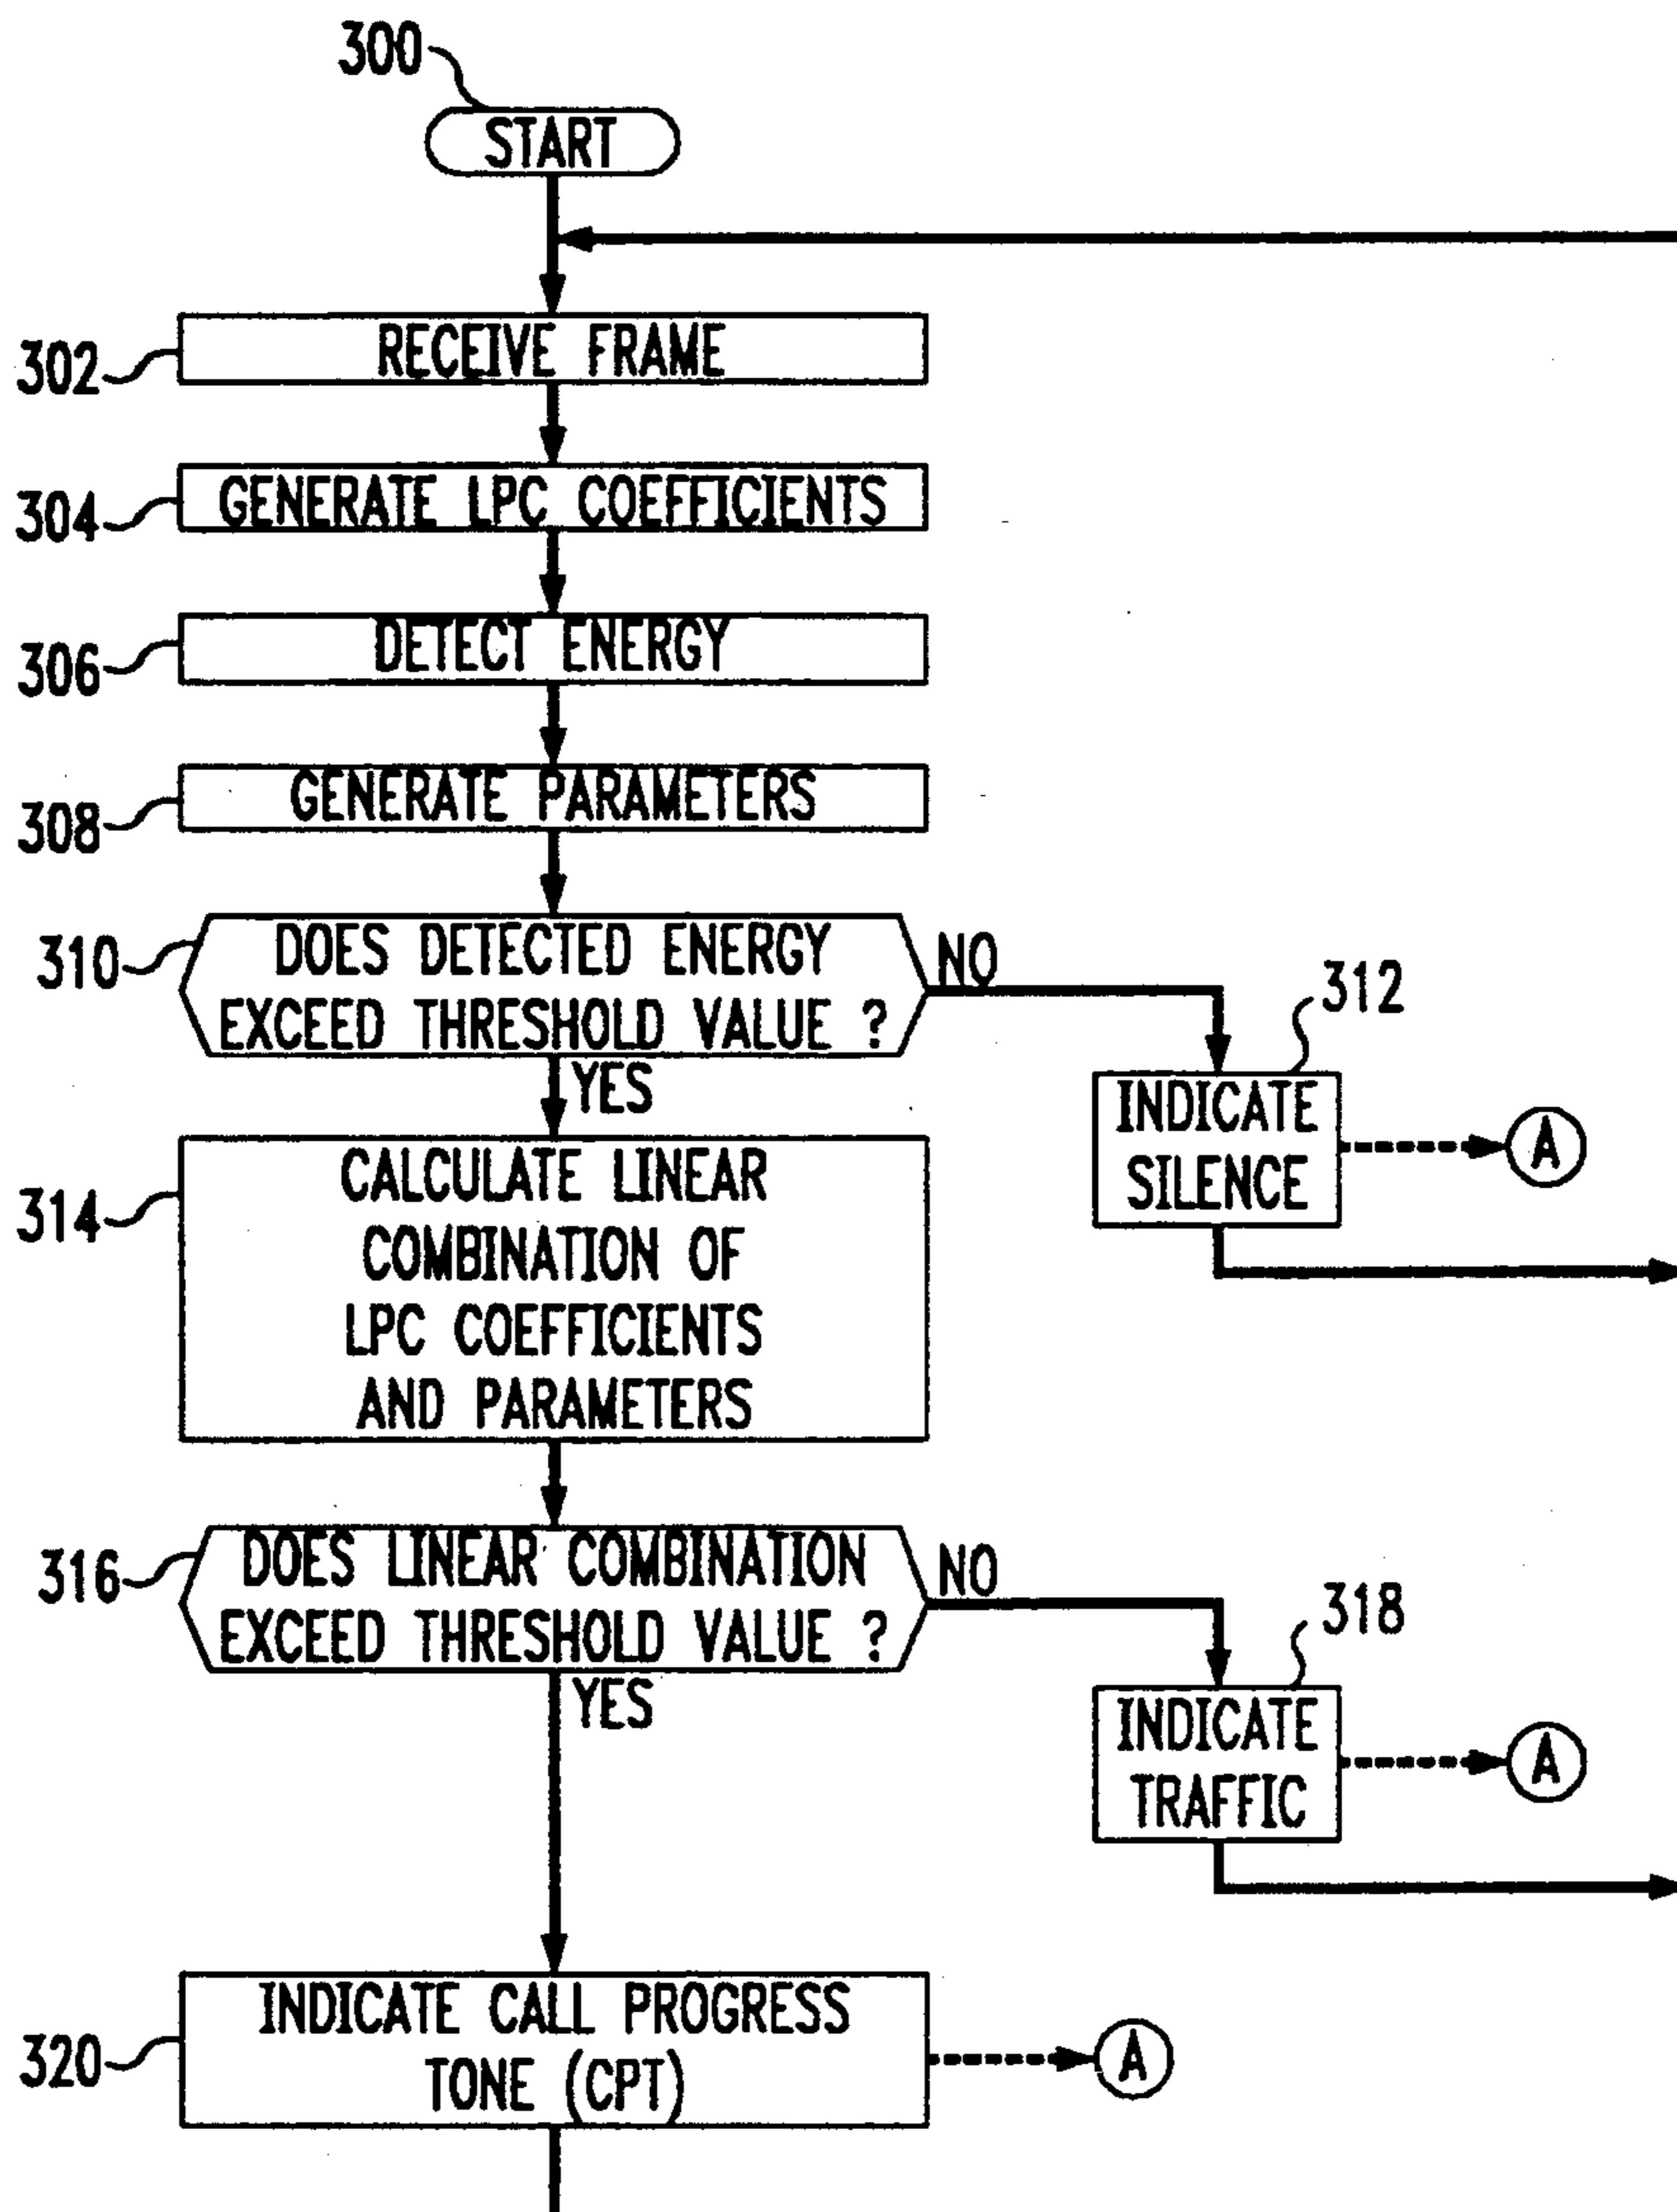 300
START
302
RECEIVE FRAME
304
GENERATE LPC COEFFICIENTS
306
DETECT ENERGY
308
GENERATE PARAMETERS
310
DOES DETECTED ENERGY
EXCEED THRESHOLD VALUE ?
NO
YES
312
INDICATE
SILENCE
A
314
CALCULATE LINEAR
COMBINATION OF
LPC COEFFICIENTS
AND PARAMETERS
316
DOES LINEAR COMBINATION
EXCEED THRESHOLD VALUE ?
NO
YES
318
INDICATE
TRAFFIC
A
320
INDICATE CALL PROGRESS
TONE (CPT)
A